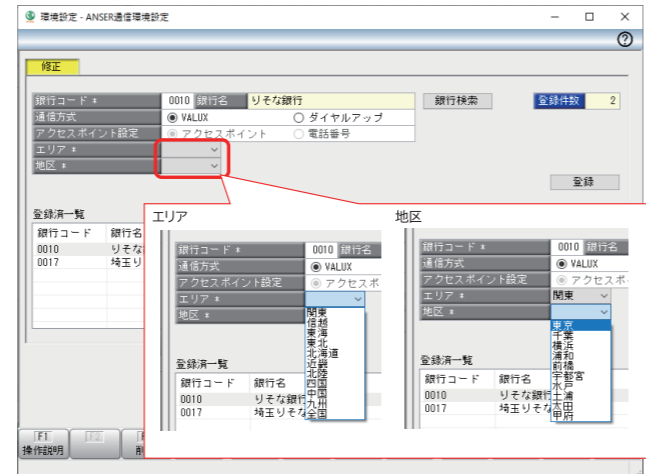 環境設定 - ANSER通信環境設定
修正
銀行コード * 0010 銀行名 りそな銀行 銀行検索 登録件数 2
通信方式 VALUX ダイヤルアップ
アクセスポイント設定 アクセスポイント 電話番号
エリア *
地区 *
登録
登録済一覧
銀行コード 銀行名
0010 りそな
0017 埼玉り
エリア
銀行コード * 0010 銀行名
通信方式 VALUX
アクセスポイント設定 アクセスポ
エリア *
地区 *
関東
信越
東海
東北
北海道
近畿
北陸
四国
中国
九州
全国
登録済一覧
銀行コード 銀行名
0010 りそな銀行
0017 埼玉りそな
地区
銀行コード * 0010 銀行名
通信方式 VALUX
アクセスポイント設定 アクセスポ
エリア * 関東
地区 *
東京
千葉
横浜
浦和
前橋
宇都宮
水戸
土浦
太田
甲府
登録済一覧
銀行コード 銀行名
0010 りそな銀
0017 埼玉りそな
F1 F2
操作説明 削